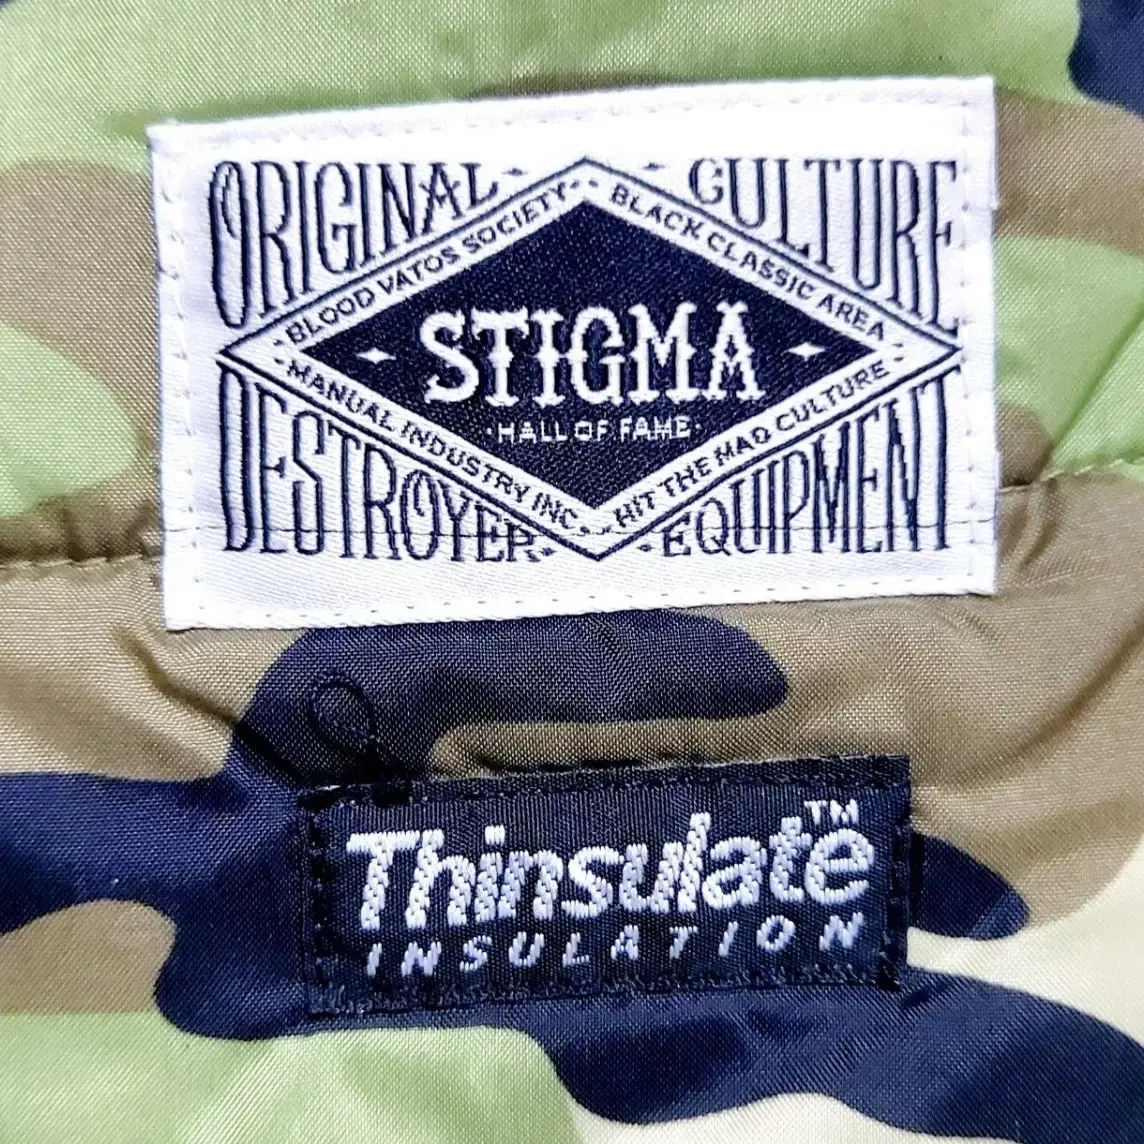 ORIGINAL CULTURE
BLOOD VATOS SOCIETY
BLACK CLASSIC AREA
STIGMA
HALL OF FAME
MANUAL INDUSTRY INC.
HIT THE MAD CULTURE
DESTROYER EQUIPMENT
Thinsulate™
INSULATION